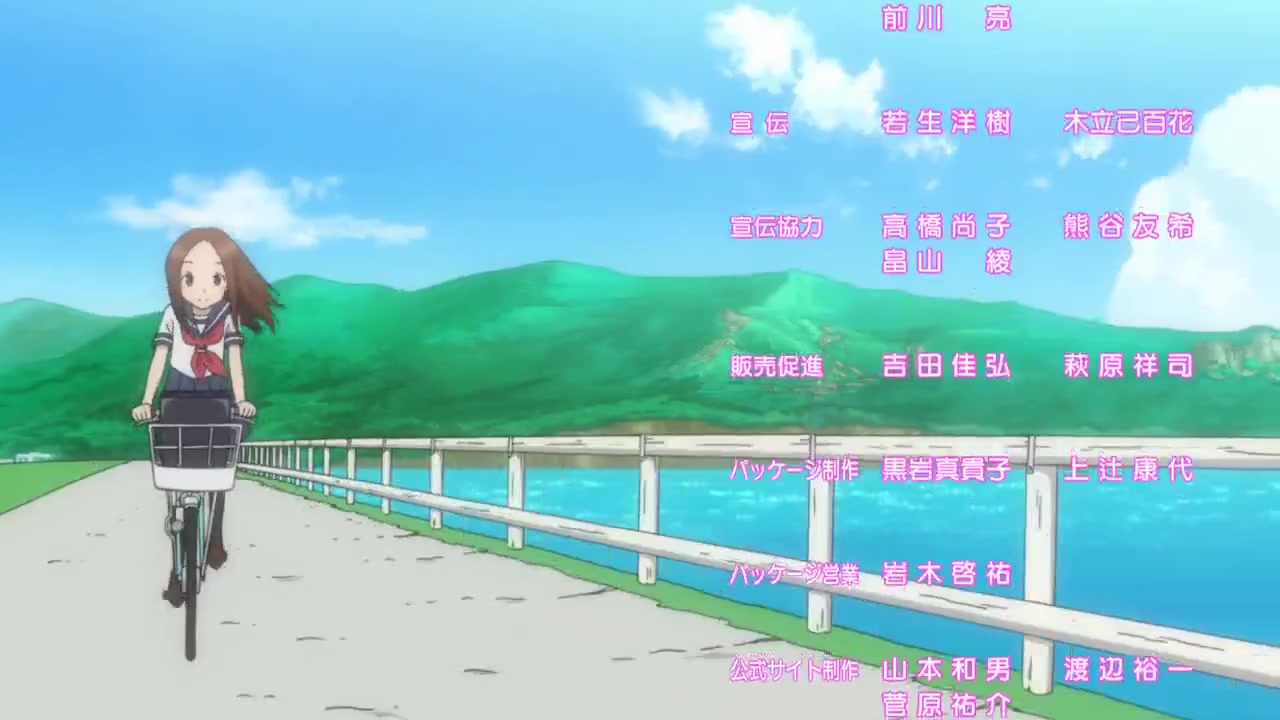 前川 亮
宣伝 若生洋樹 木立己百花
宣伝協力 高橋尚子 熊谷友希
畠山 綾
販売促進 吉田佳弘 萩原祥司
パッケージ制作 黒岩真貴子 上辻康代
パッケージ営業 岩木啓祐
公式サイト制作 山本和男 渡辺裕一
菅原祐介